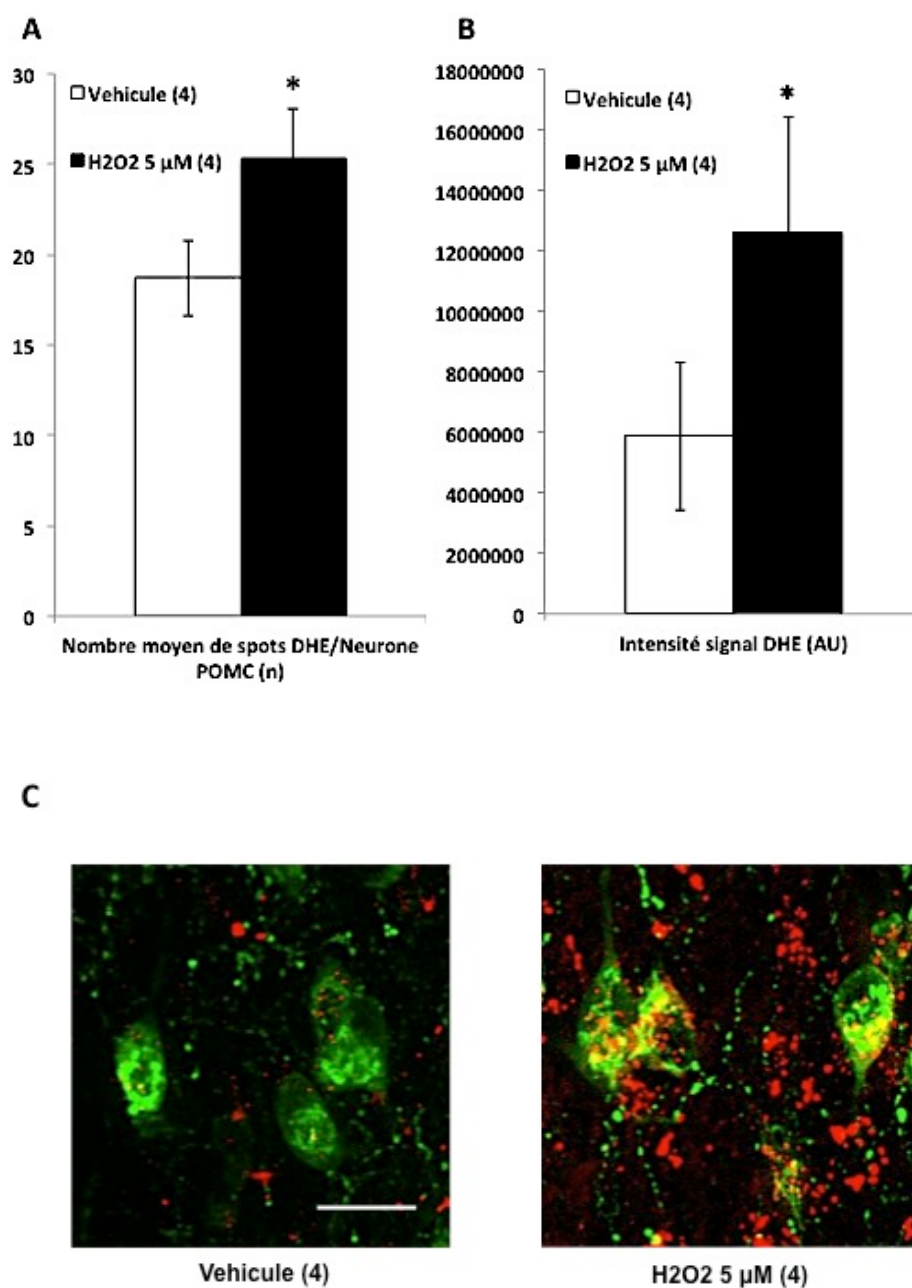 A
30
25
20
15
10
5
0
Vehicule (4)
H2O2 5 µM (4)
*
Nombre moyen de spots DHE/Neurone
POMC (n)
B
18000000
16000000
14000000
12000000
10000000
8000000
6000000
4000000
2000000
0
Vehicule (4)
H2O2 5 µM (4)
*
Intensité signal DHE (AU)
C
Vehicule (4)
H2O2 5 µM (4)